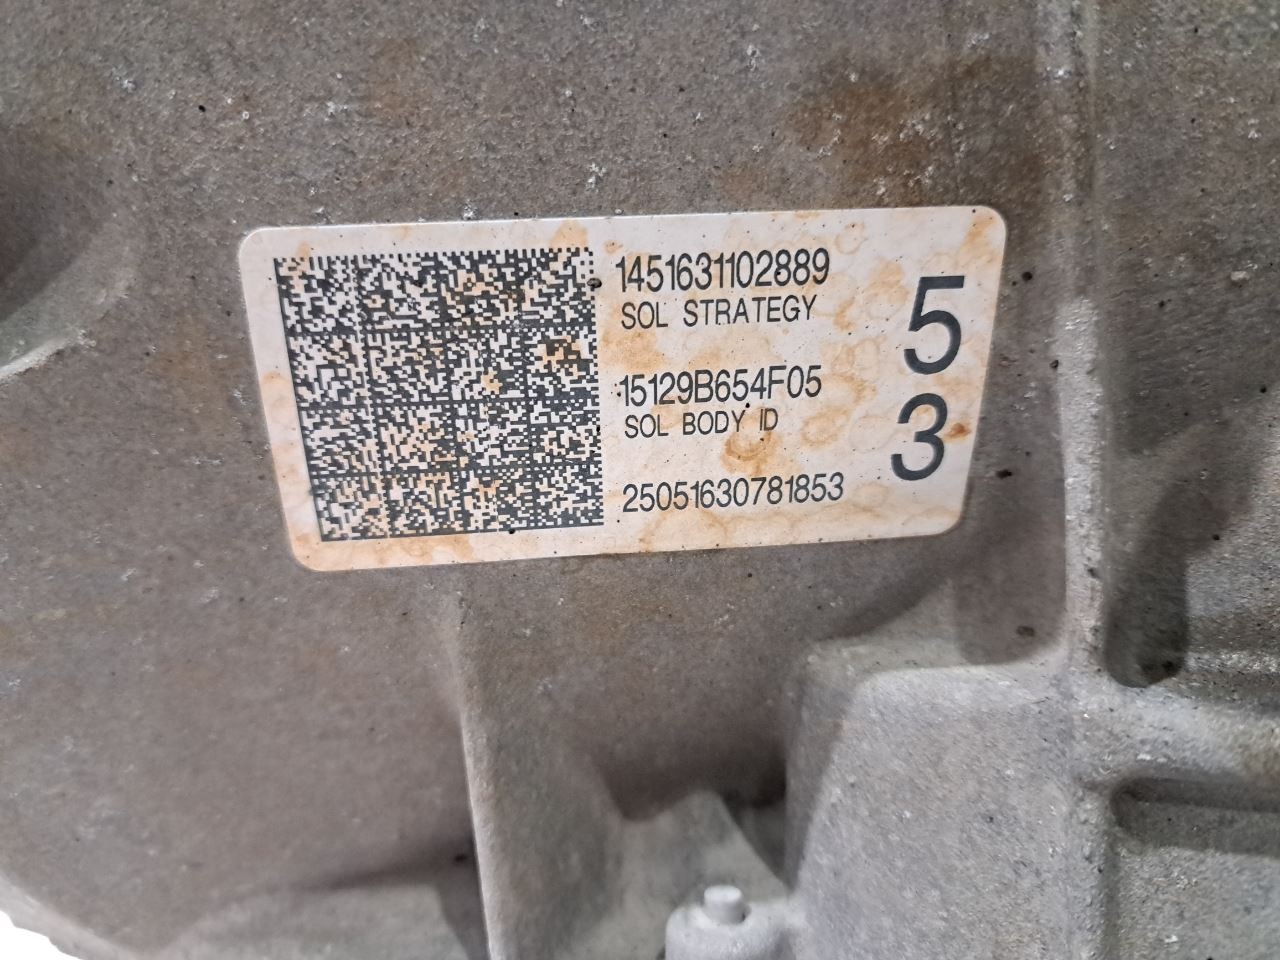 1451631102889
SOL STRATEGY
15129B654F05
SOL BODY ID
25051630781853
5
3